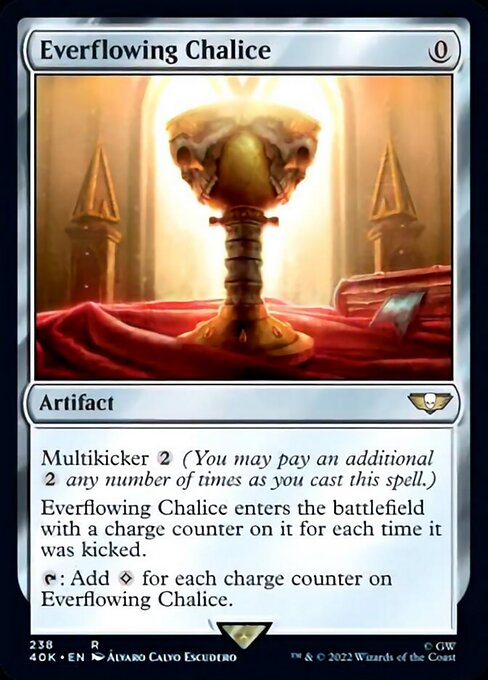 Everflowing Chalice 0
Artifact
Multikicker 2 (You may pay an additional
2 any number of times as you cast this spell.)
Everflowing Chalice enters the battlefield
with a charge counter on it for each time it
was kicked.
: Add for each charge counter on
Everflowing Chalice.
238 R
40K • EN Álvaro Calvo Escudero
© GW
™ & © 2022 Wizards of the Coast